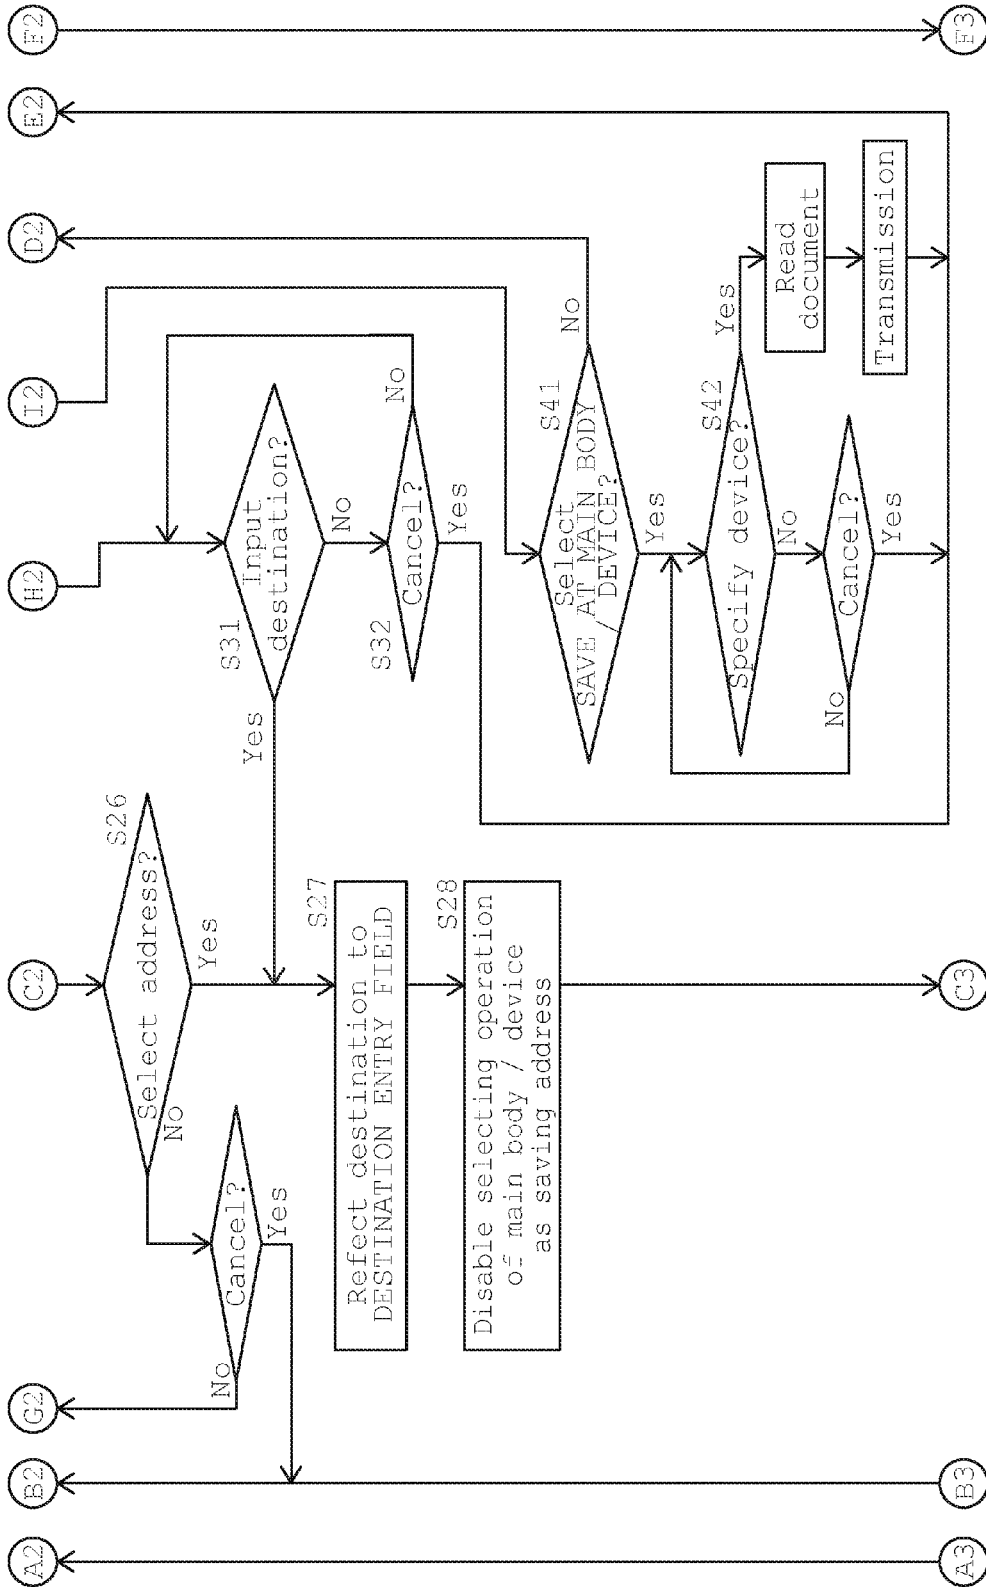 A2
B2
G2
C2
H2
I2
D2
E2
F2
Select address?
S26
No
Yes
Cancel?
No
Yes
Input
destination?
S31
Yes
No
Cancel?
S32
No
Yes
Refect destination to
DESTINATION ENTRY FIELD
S27
Disable selecting operation
of main body / device
as saving address
S28
Select
SAVE AT MAIN BODY
/ DEVICE?
S41
No
Yes
Specify device?
S42
Yes
No
Cancel?
No
Yes
Read
document
Transmission
A3
B3
C3
F3